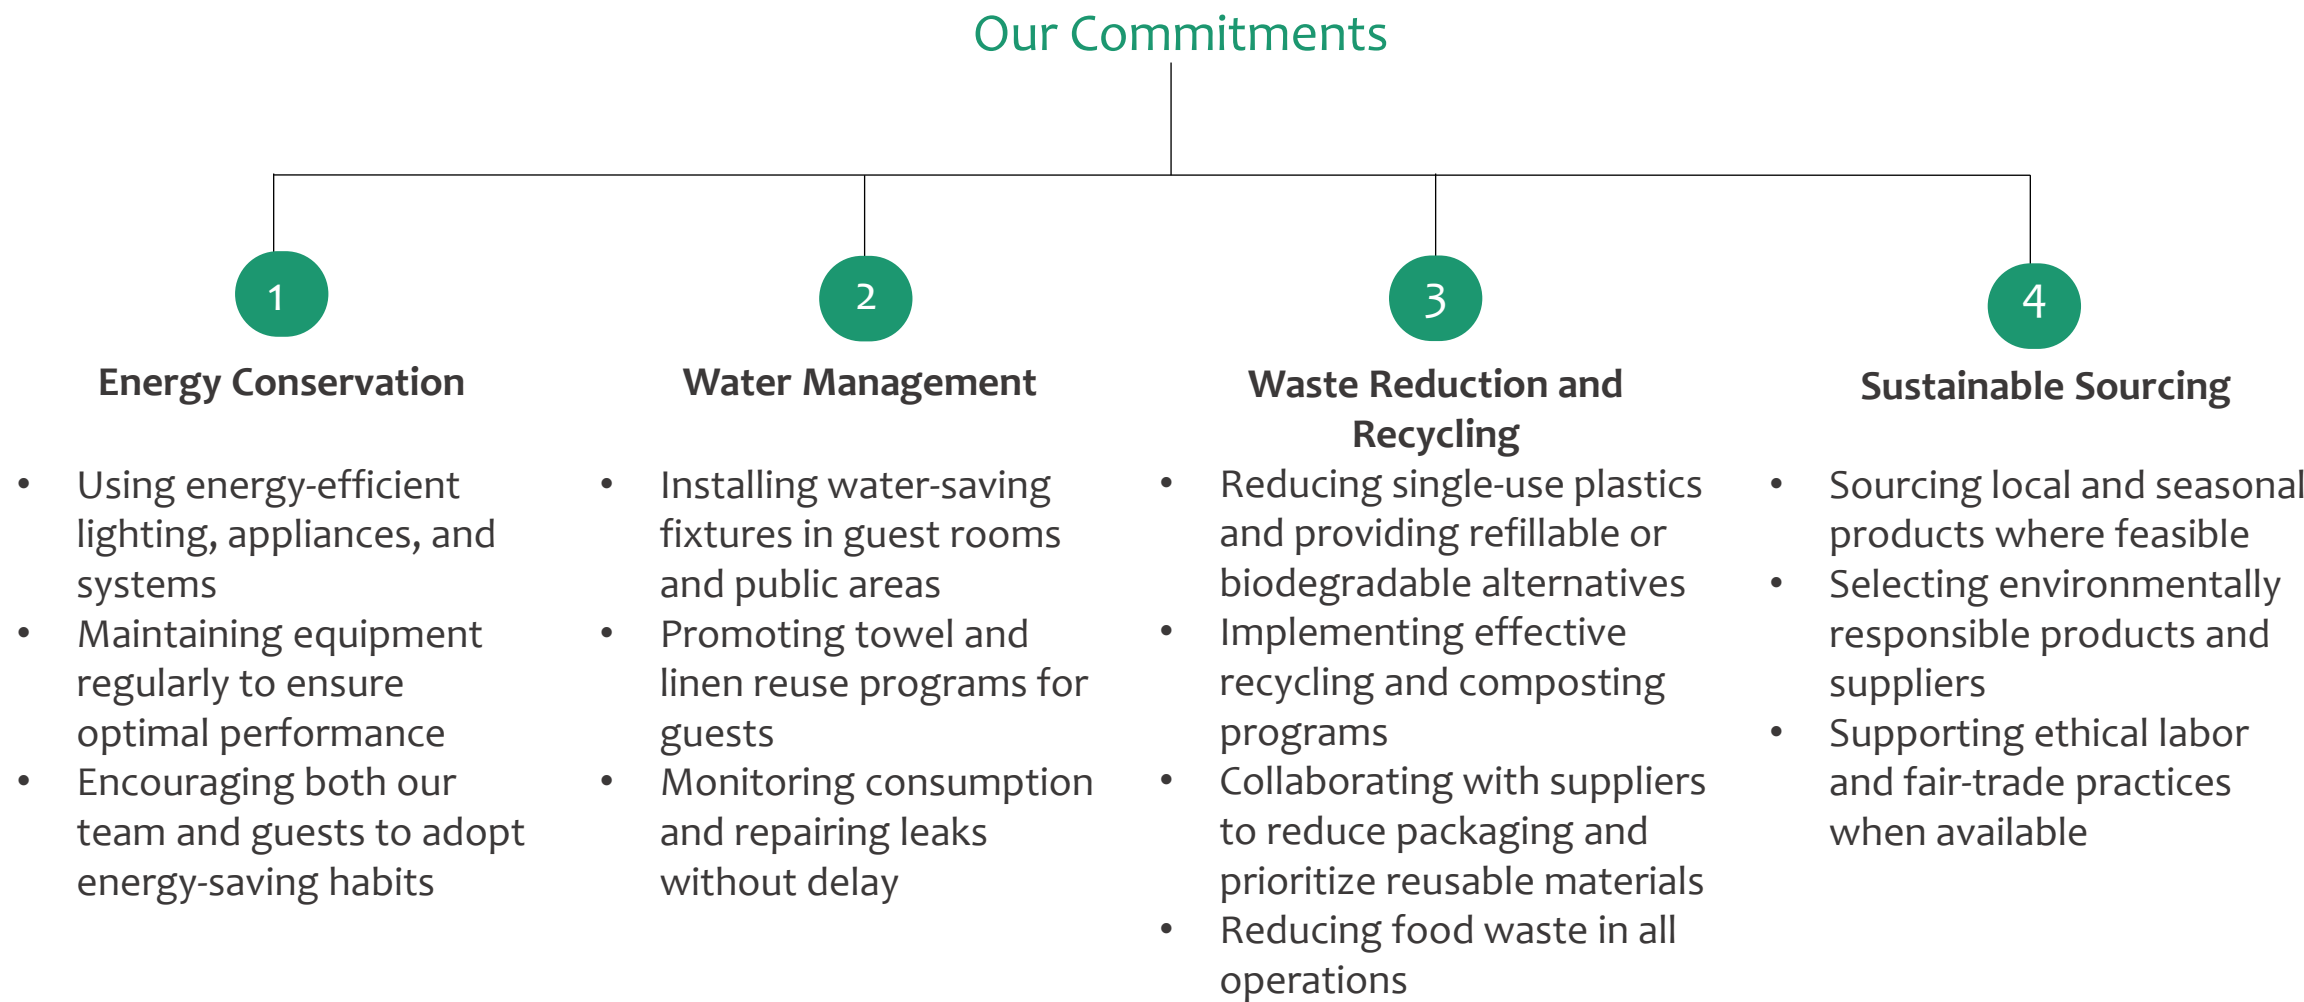 Our Commitments
1
Energy Conservation
• Using energy-efficient
lighting, appliances, and
systems
• Maintaining equipment
regularly to ensure
optimal performance
• Encouraging both our
team and guests to adopt
energy-saving habits
2
Water Management
• Installing water-saving
fixtures in guest rooms
and public areas
• Promoting towel and
linen reuse programs for
guests
• Monitoring consumption
and repairing leaks
without delay
3
Waste Reduction and
Recycling
• Reducing single-use plastics
and providing refillable or
biodegradable alternatives
• Implementing effective
recycling and composting
programs
• Collaborating with suppliers
to reduce packaging and
prioritize reusable materials
• Reducing food waste in all
operations
4
Sustainable Sourcing
• Sourcing local and seasonal
products where feasible
• Selecting environmentally
responsible products and
suppliers
• Supporting ethical labor
and fair-trade practices
when available